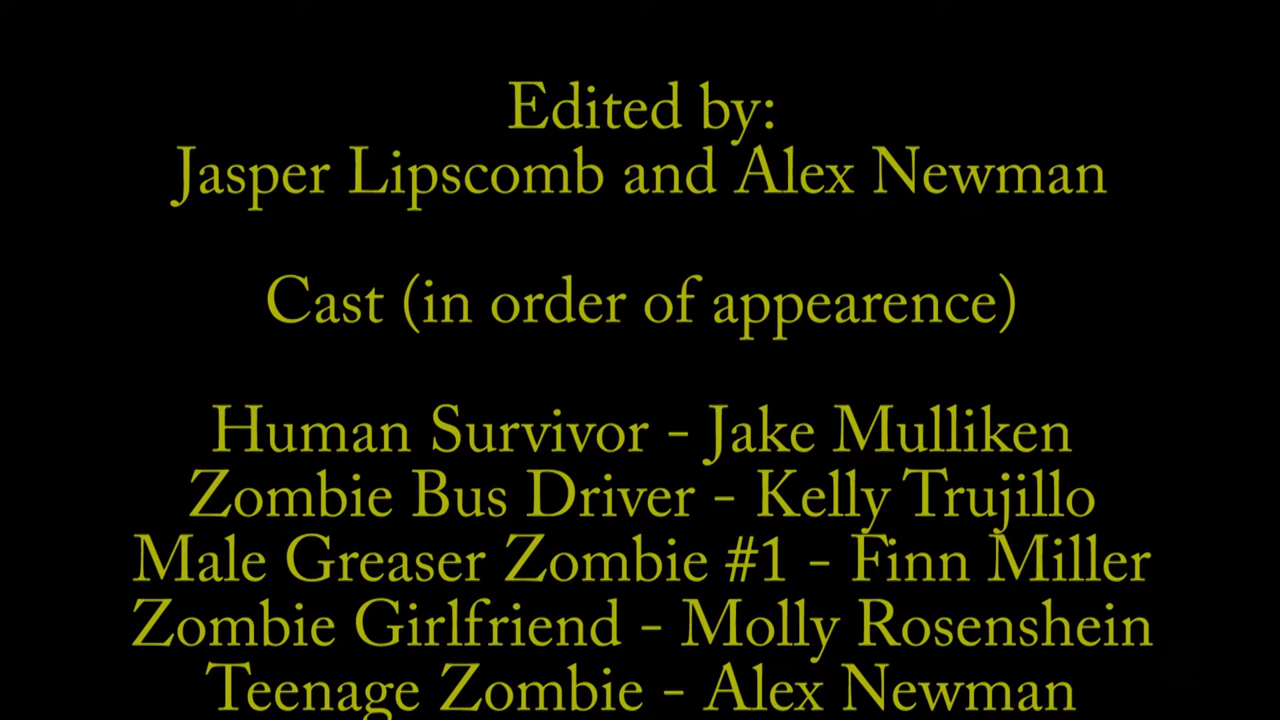 Edited by:
Jasper Lipscomb and Alex Newman
Cast (in order of appearence)
Human Survivor - Jake Mulliken
Zombie Bus Driver - Kelly Trujillo
Male Greaser Zombie #1 - Finn Miller
Zombie Girlfriend - Molly Rosenshein
Teenage Zombie - Alex Newman